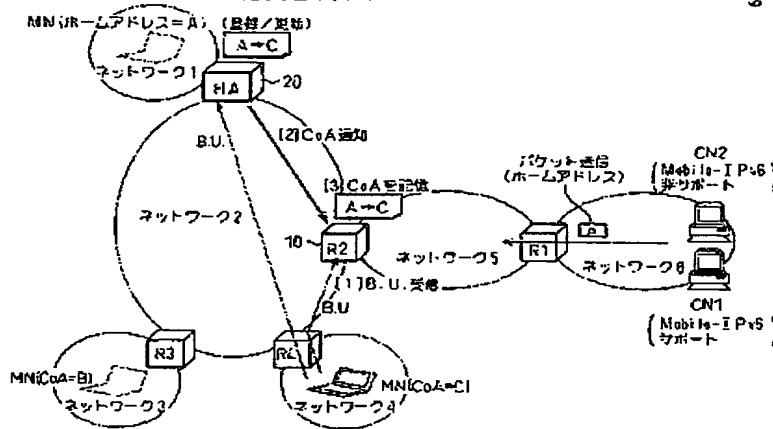 MN(ホームアドレス=A)
(登録/更新)
A→C
ネットワーク1
HA
20
B.U.
[2]CoA通知
[3]CoAを記憶
A→C
ネットワーク2
10
R2
パケット送信
(ホームアドレス)
A
CN2
Mobile-IPv6
非サポート
ネットワーク5
R1
ネットワーク6
[1]B.U.受信
B.U
CN1
Mobile-IPv6
サポート
R3
MN(CoA=B)
ネットワーク3
R4
MN(CoA=C)
ネットワーク4